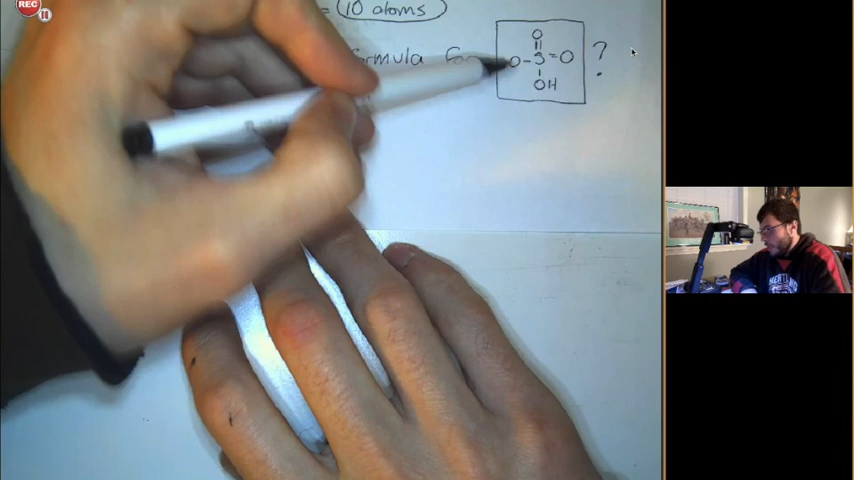 REC
= 10 atoms
formula
O
O-S=O
OH
?